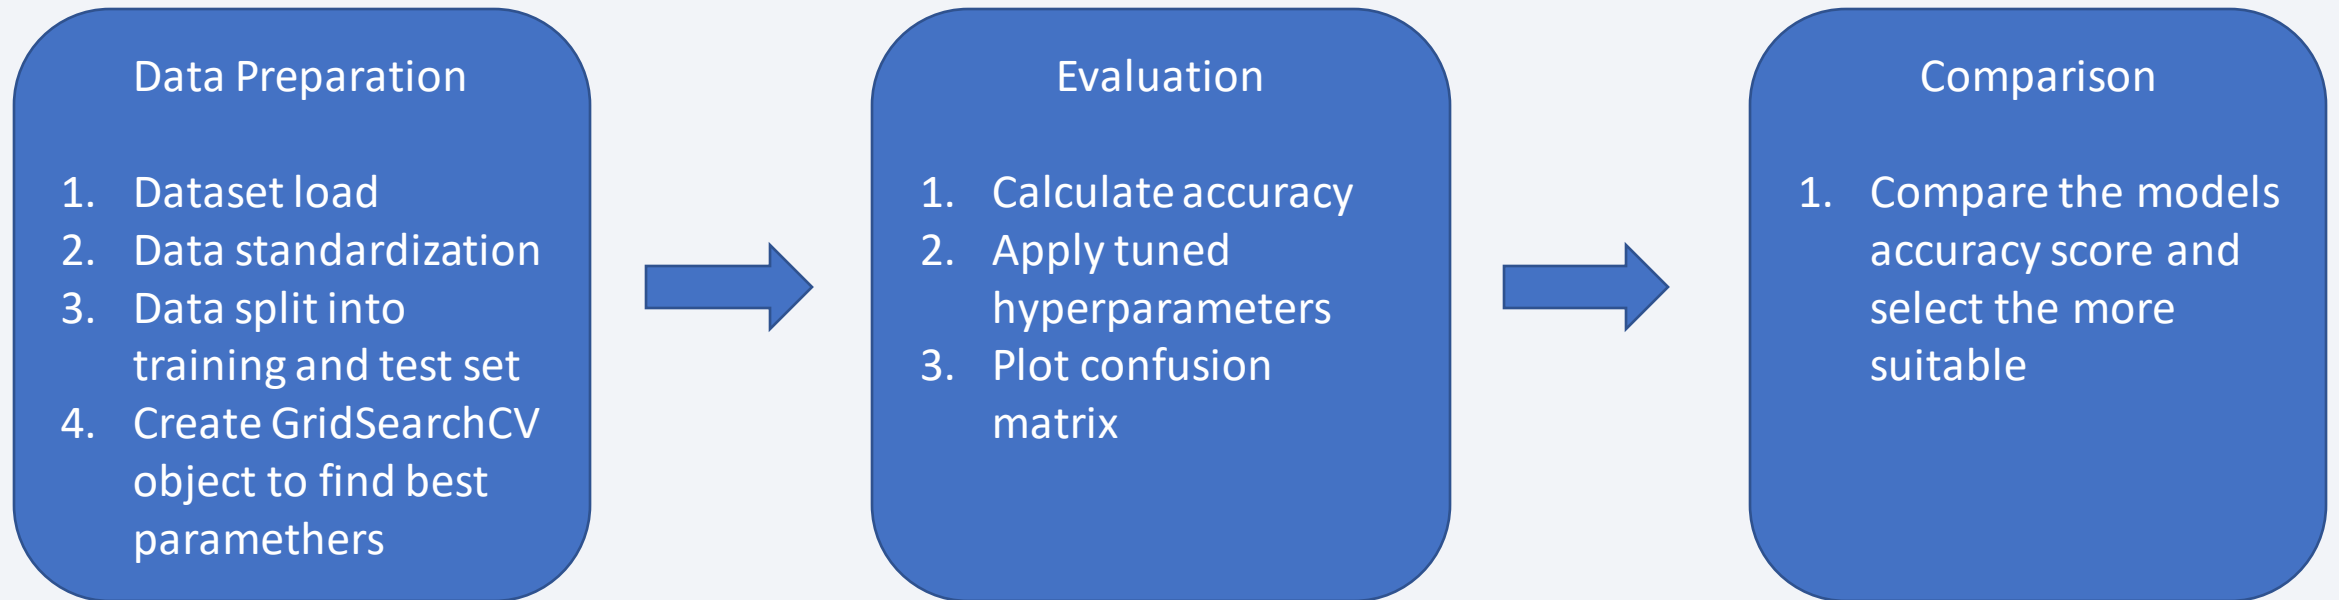 Data Preparation
1. Dataset load
2. Data standardization
3. Data split into
training and test set
4. Create GridSearchCV
object to find best
paramethers
Evaluation
1. Calculate accuracy
2. Apply tuned
hyperparameters
3. Plot confusion
matrix
Comparison
1. Compare the models
accuracy score and
select the more
suitable